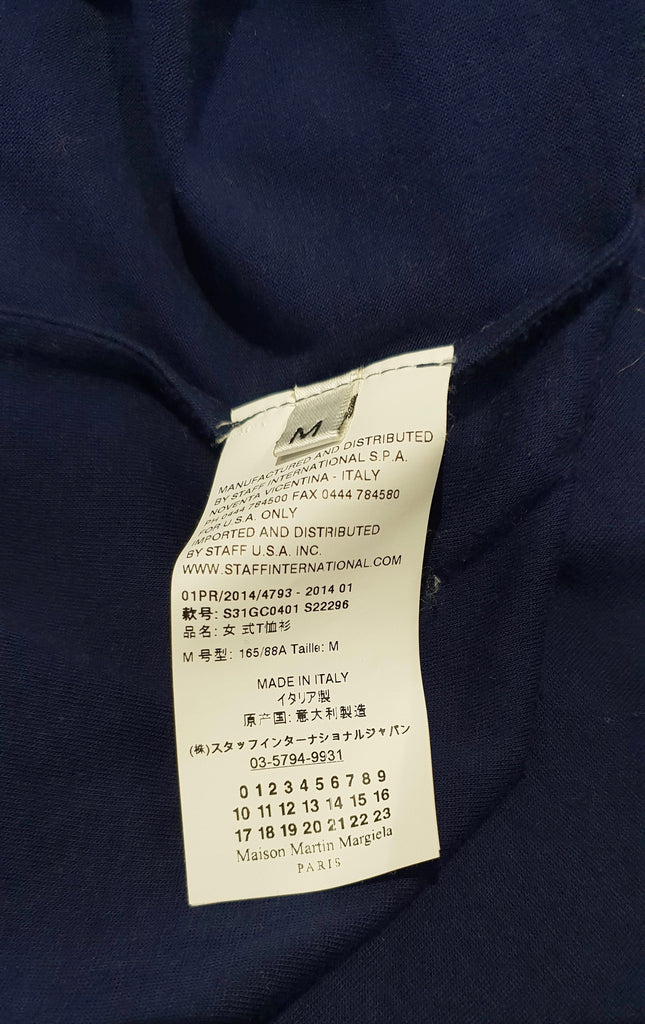 M
MANUFACTURED AND DISTRIBUTED
BY STAFF INTERNATIONAL S.P.A.
NOVENTA VICENTINA - ITALY
PH 0444 784500 FAX 0444 784580
FOR U.S.A. ONLY
IMPORTED AND DISTRIBUTED
BY STAFF U.S.A. INC.
WWW.STAFFINTERNATIONAL.COM
01PR/2014/4793 - 2014 01
款号: S31GC0401 S22296
品名: 女 式T恤衫
M 号型: 165/88A Taille: M
MADE IN ITALY
イタリア製
原产国: 意大利製造
(株)スタッフインターナショナルジャパン
03-5794-9931
0 1 2 3 4 5 6 7 8 9
10 11 12 13 14 15 16
17 18 19 20 21 22 23
Maison Martin Margiela
PARIS